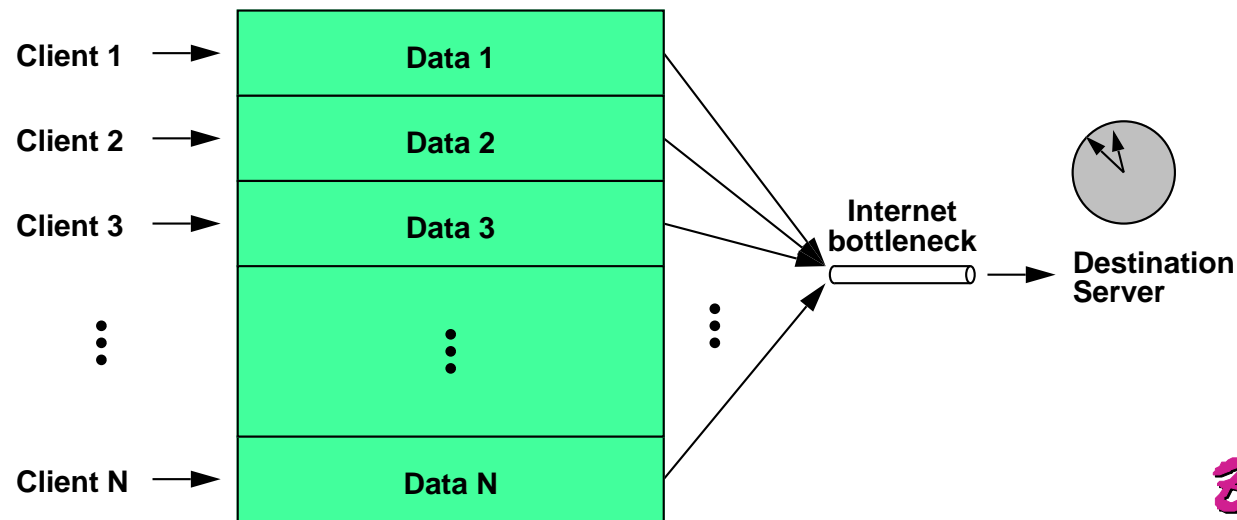 Client 1
Data 1
Client 2
Data 2
Client 3
Data 3
Internet
bottleneck
Destination
Server
Client N
Data N